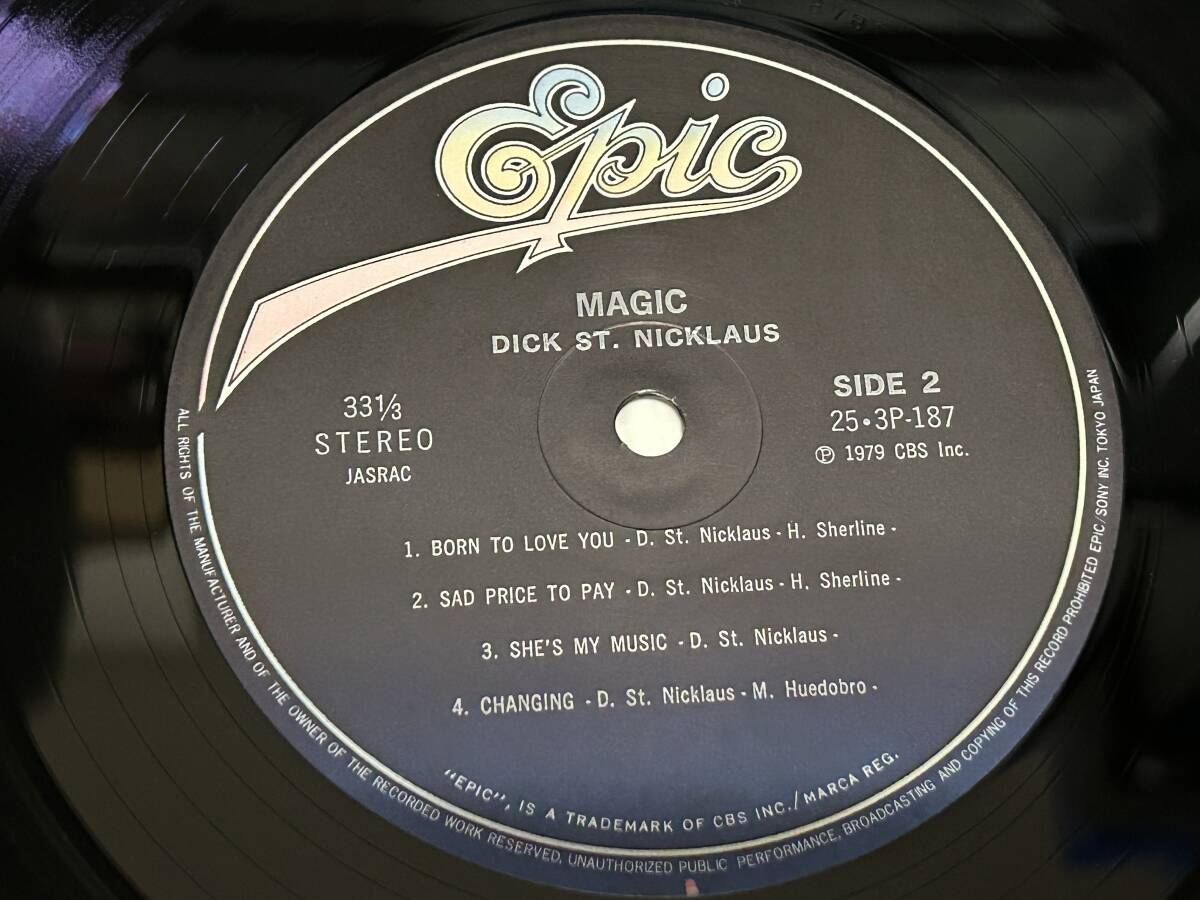 Epic
MAGIC
DICK ST. NICKLAUS
33 1/3
STEREO
JASRAC
SIDE 2
25•3P-187
℗ 1979 CBS Inc.
1. BORN TO LOVE YOU - D. St. Nicklaus - H. Sherline -
2. SAD PRICE TO PAY - D. St. Nicklaus - H. Sherline -
3. SHE'S MY MUSIC - D. St. Nicklaus -
4. CHANGING - D. St. Nicklaus - M. Huedobro -
"EPIC", IS A TRADEMARK OF CBS INC./MARCA REG.
ALL RIGHTS OF THE MANUFACTURER AND OF THE OWNER OF THE RECORDED WORK RESERVED, UNAUTHORIZED PUBLIC PERFORMANCE, BROADCASTING AND COPYING OF THIS RECORD PROHIBITED EPIC/SONY INC. TOKYO JAPAN